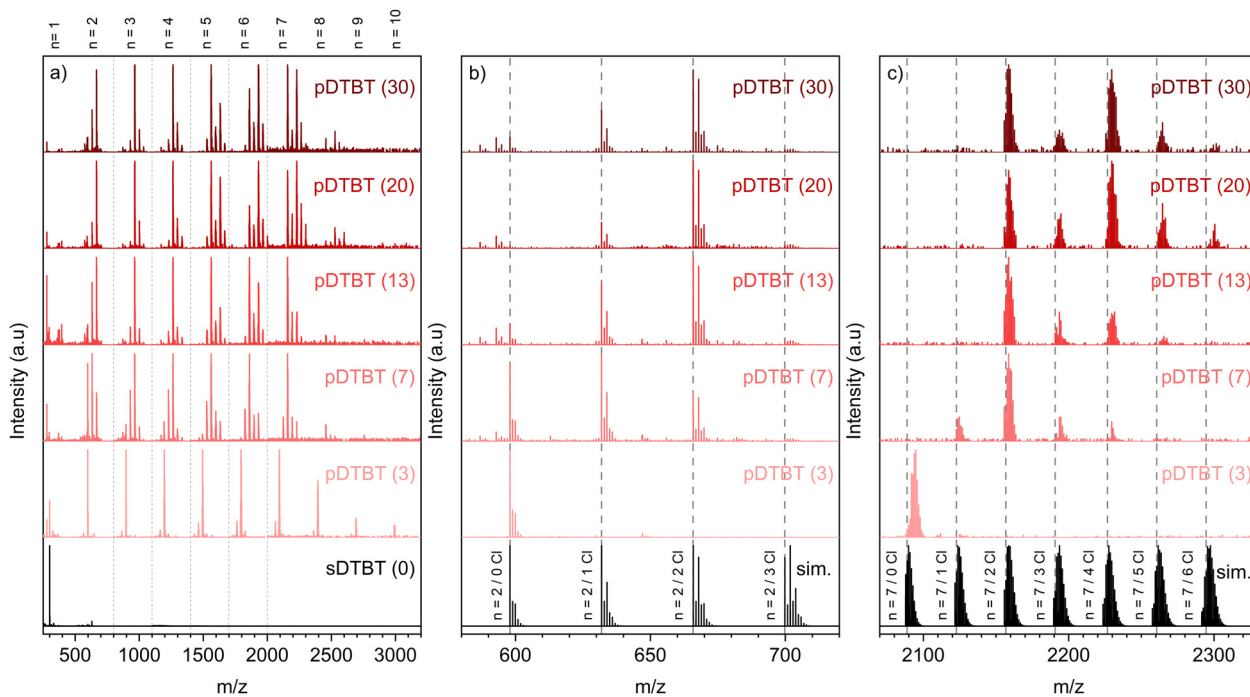 n= 1
n = 2
n = 3
n = 4
n = 5
n = 6
n = 7
n = 8
n = 9
n = 10
a)
pDTBT (30)
pDTBT (20)
pDTBT (13)
pDTBT (7)
pDTBT (3)
sDTBT (0)
Intensity (a.u)
500 1000 1500 2000 2500 3000
m/z
b)
pDTBT (30)
pDTBT (20)
pDTBT (13)
pDTBT (7)
pDTBT (3)
sim.
n = 2 / 0 Cl
n = 2 / 1 Cl
n = 2 / 2 Cl
n = 2 / 3 Cl
Intensity (a.u)
600 650 700
m/z
c)
pDTBT (30)
pDTBT (20)
pDTBT (13)
pDTBT (7)
pDTBT (3)
sim.
n = 7 / 0 Cl
n = 7 / 1 Cl
n = 7 / 2 Cl
n = 7 / 3 Cl
n = 7 / 4 Cl
n = 7 / 5 Cl
n = 7 / 6 Cl
Intensity (a.u)
2100 2200 2300
m/z